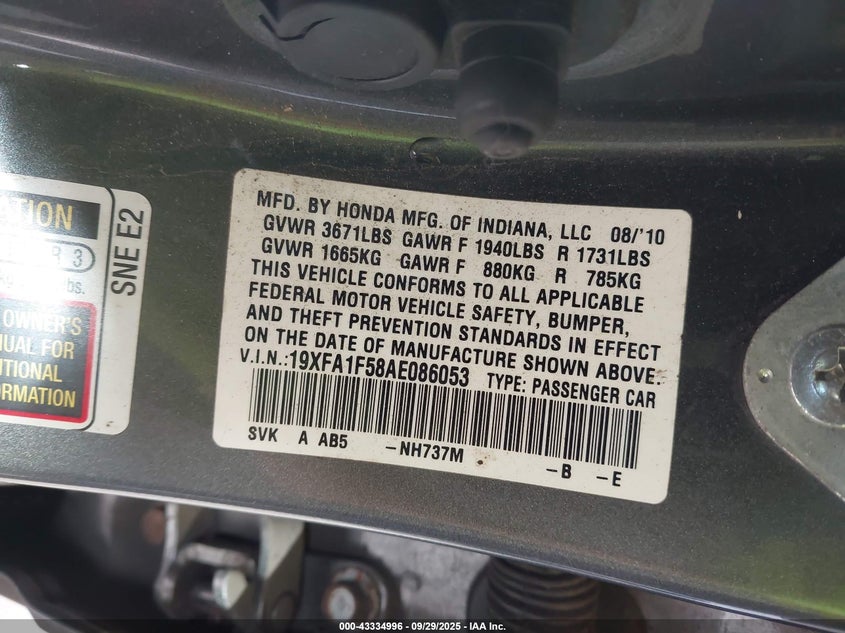 ATION
R 3
bs.
OWNER'S
UAL FOR
ITIONAL
ORMATION
SNE E2
MFD. BY HONDA MFG. OF INDIANA, LLC 08/'10
GVWR 3671LBS GAWR F 1940LBS R 1731LBS
GVWR 1665KG GAWR F 880KG R 785KG
THIS VEHICLE CONFORMS TO ALL APPLICABLE
FEDERAL MOTOR VEHICLE SAFETY, BUMPER,
AND THEFT PREVENTION STANDARDS IN EFFECT
ON THE DATE OF MANUFACTURE SHOWN ABOVE.
V.I.N.:19XFA1F58AE086053 TYPE: PASSENGER CAR
SVK A AB5 -NH737M -B -E
000-43334996 - 09/29/2025 - IAA Inc.